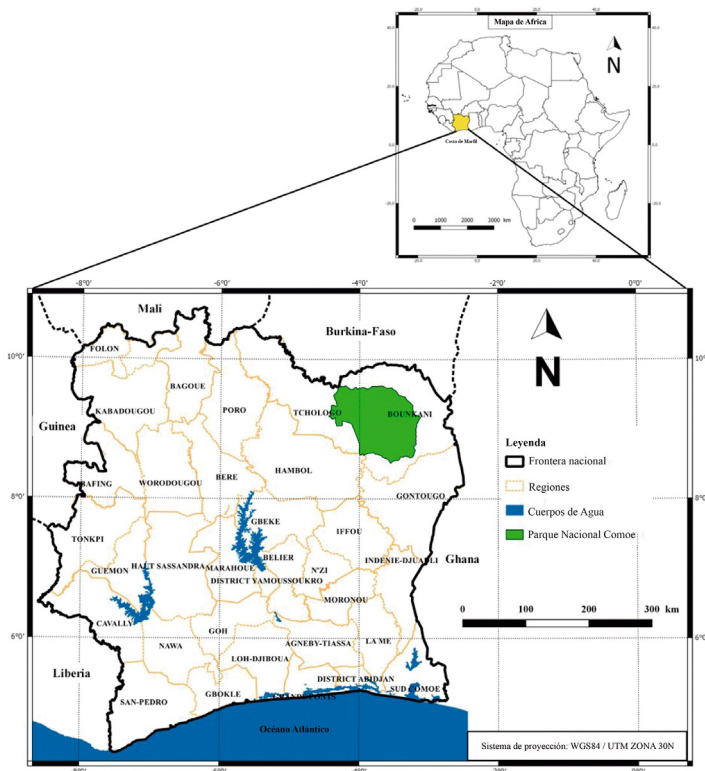 Mapa de Africa
N
Costa de Marfil
0 1000 2000 3000 km
-8°0' -6°0' -4°0' -2°0' 0°0'
Mali
Burkina-Faso
FOLON
10°0'
BAGOUE
N
KABADOUGOU
PORO
TCHOLOGO
BOUNKANI
Guinea
Leyenda
Frontera nacional
HAMBOL
BERE
BAFING
WORODOUGOU
Regiones
GONTOUGO
8°0'
Cuerpos de Agua
GBEKE
IFFOU
Parque Nacional Comoe
TONKPI
BELIER
INDENIE-DJUABLI
Ghana
GUEMON
HAUT SASSANDRA
MARAHOUE
N'ZI
DISTRICT YAMOUSSOUKRO
MORONOU
0 100 200 300 km
CAVALLY
6°0'
GOH
NAWA
AGNEBY-TIASSA
LA ME
LOH-DJIBOUA
Liberia
DISTRICT ABIDJAN
SUD COMOE
SAN-PEDRO
GBOKLE
Océano Atlántico
Sistema de proyección: WGS84 / UTM ZONA 30N